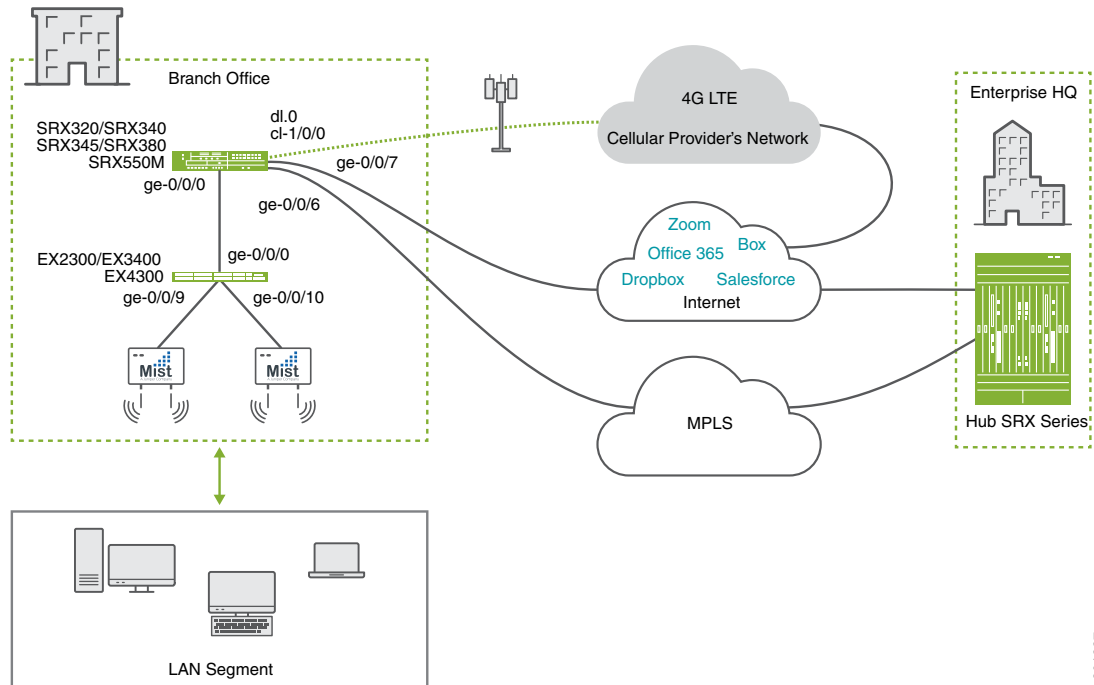 Branch Office
SRX320/SRX340
SRX345/SRX380
SRX550M
dl.0
cl-1/0/0
ge-0/0/7
ge-0/0/0
ge-0/0/6
EX2300/EX3400
EX4300
ge-0/0/0
ge-0/0/9
ge-0/0/10
Mist
Mist
LAN Segment
4G LTE
Cellular Provider's Network
Zoom
Office 365
Box
Dropbox
Salesforce
Internet
MPLS
Enterprise HQ
Hub SRX Series